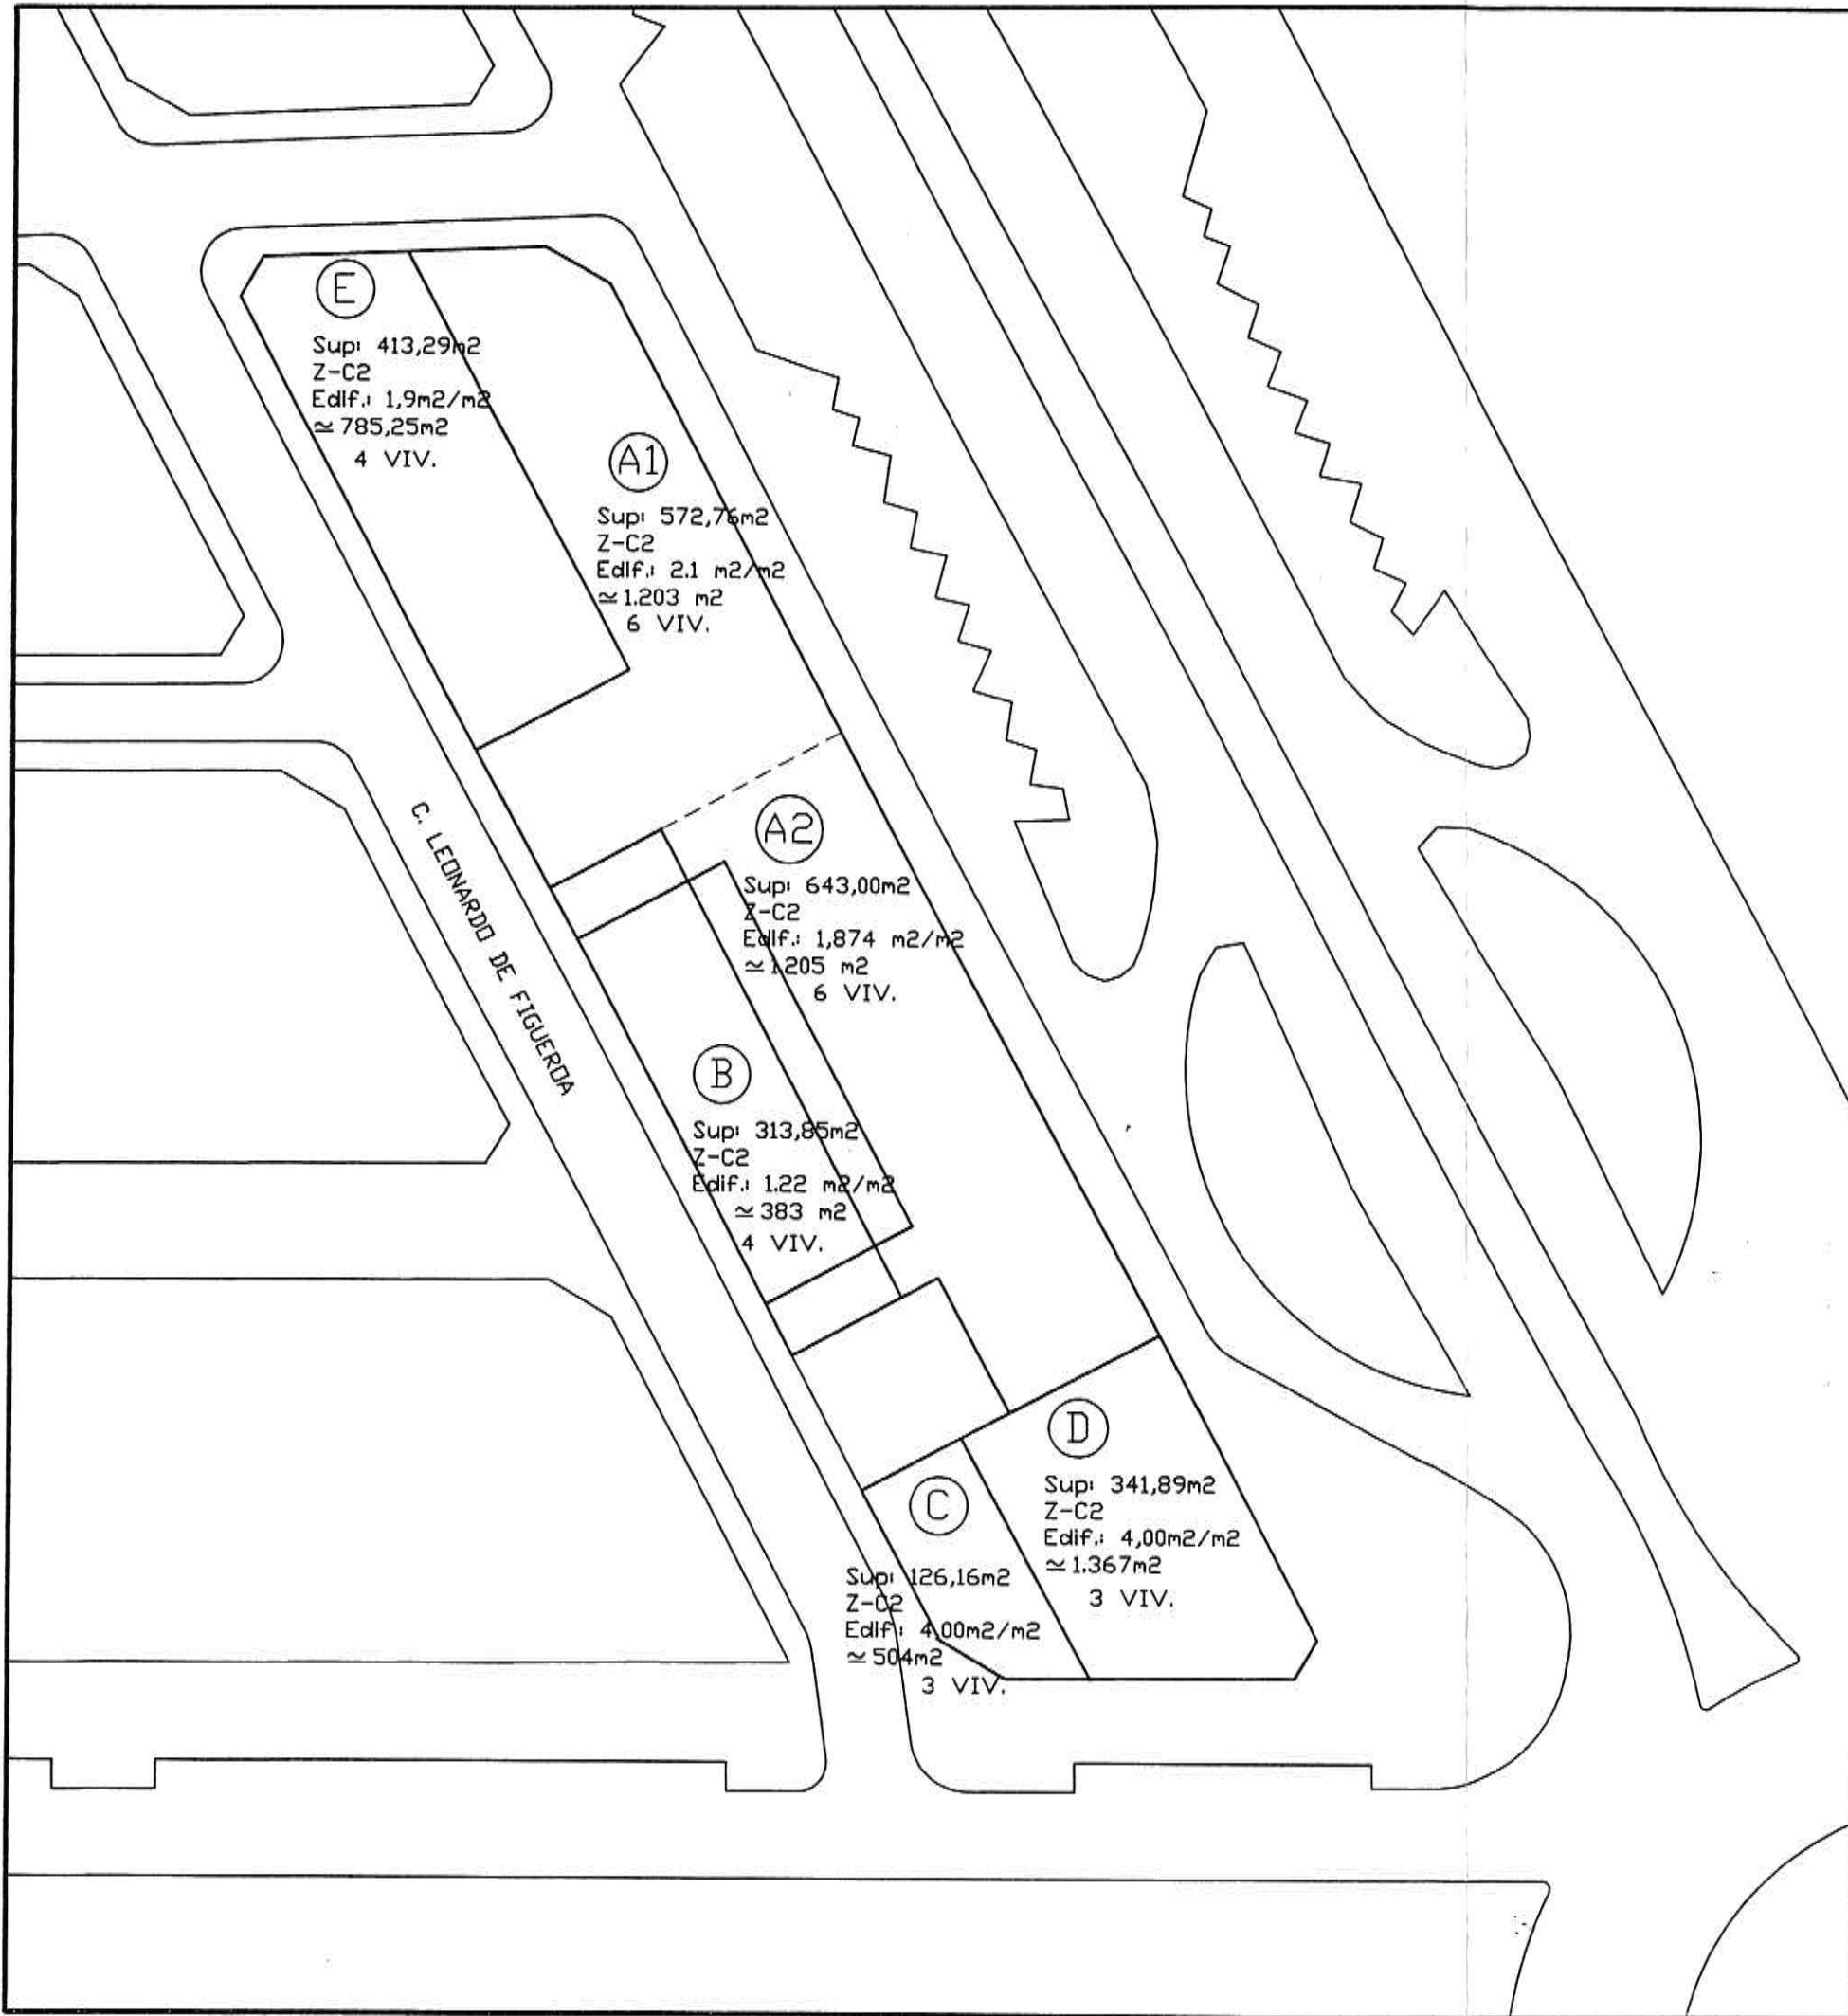 E
Sup: 413,29m2
Z-C2
Edif.: 1,9m2/m2
≃ 785,25m2
4 VIV.
A1
Sup: 572,76m2
Z-C2
Edif.: 2.1 m2/m2
≃ 1.203 m2
6 VIV.
A2
Sup: 643,00m2
Z-C2
Edif.: 1,874 m2/m2
≃ 1.205 m2
6 VIV.
C. LEONARDO DE FIGUEROA
B
Sup: 313,85m2
Z-C2
Edif.: 1.22 m2/m2
≃ 383 m2
4 VIV.
D
Sup: 341,89m2
Z-C2
Edif.: 4,00m2/m2
≃ 1.367m2
3 VIV.
C
Sup: 126,16m2
Z-C2
Edif.: 4,00m2/m2
≃ 504m2
3 VIV.